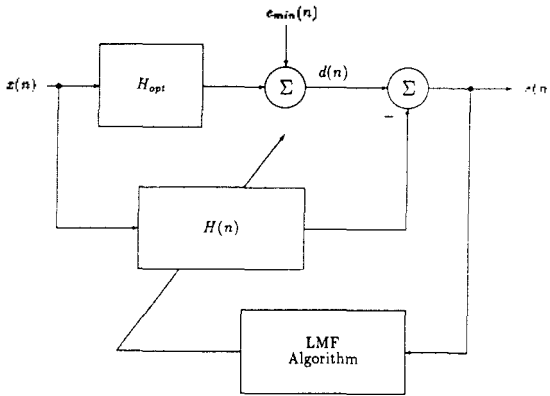 e_min(n)
x(n)
H_opt
Σ
d(n)
Σ
−
e(n
H(n)
LMF
Algorithm